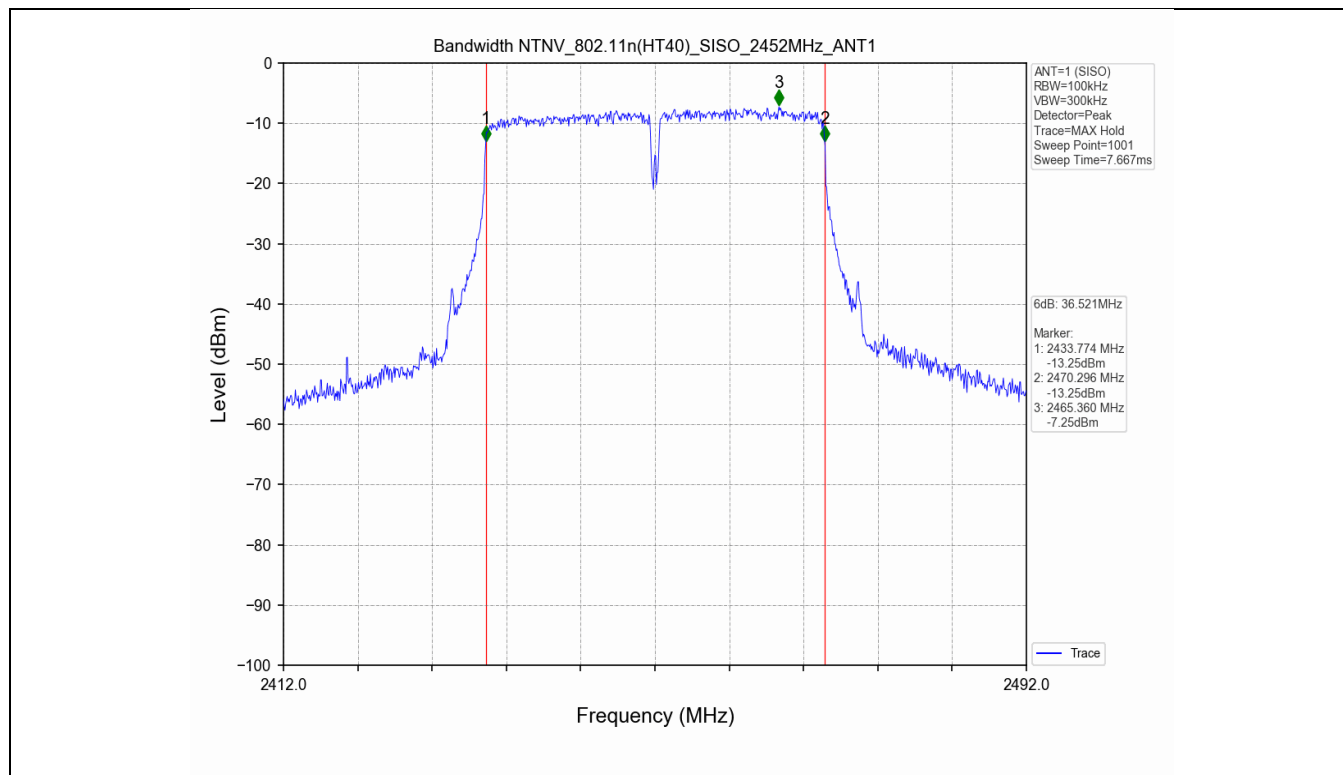 Bandwidth NTNV_802.11n(HT40)_SISO_2452MHz_ANT1
0
−10
−20
−30
−40
−50
−60
−70
−80
−90
−100
Level (dBm)
1
2
3
2412.0
2492.0
Frequency (MHz)
ANT=1 (SISO)
RBW=100kHz
VBW=300kHz
Detector=Peak
Trace=MAX Hold
Sweep Point=1001
Sweep Time=7.667ms
6dB: 36.521MHz
Marker:
1: 2433.774 MHz
-13.25dBm
2: 2470.296 MHz
-13.25dBm
3: 2465.360 MHz
-7.25dBm
Trace